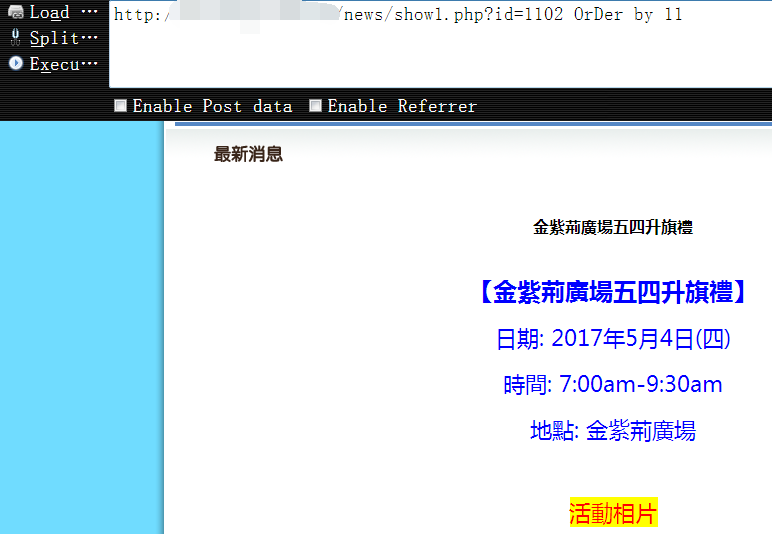 Load ...
http:/ /news/show1.php?id=1102 OrDer by 11
Split...
Execu...
Enable Post data Enable Referrer
最新消息
金紫荊廣場五四升旗禮
【金紫荊廣場五四升旗禮】
日期: 2017年5月4日(四)
時間: 7:00am-9:30am
地點: 金紫荊廣場
活動相片